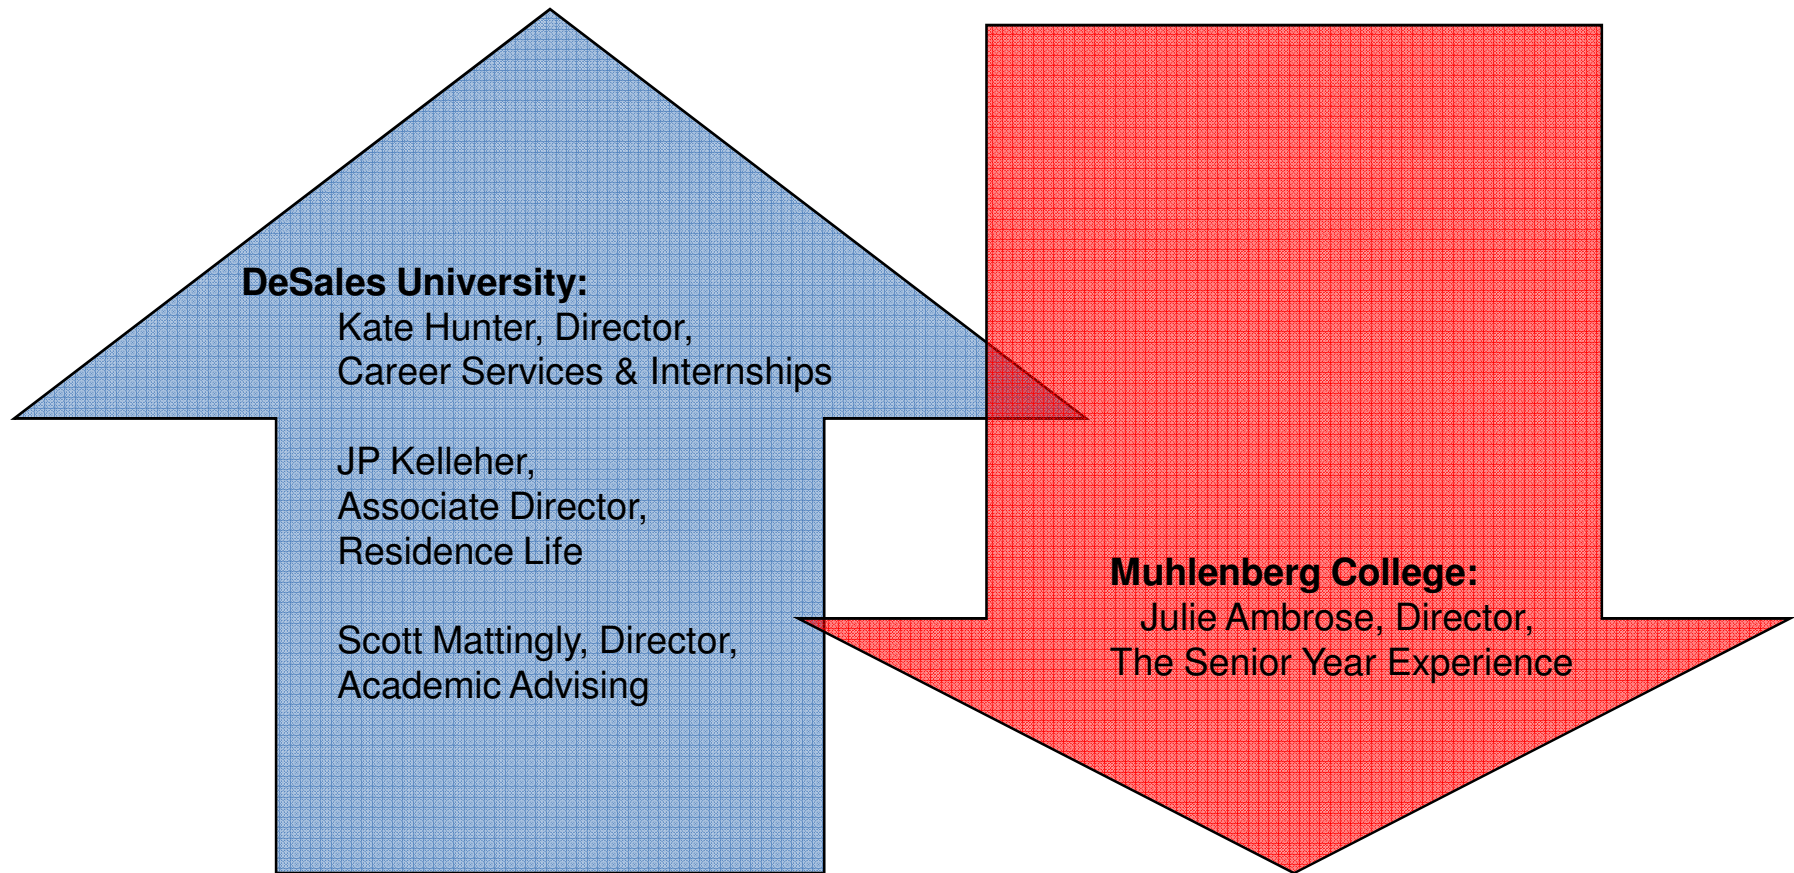 DeSales University:
Kate Hunter, Director,
Career Services & Internships
JP Kelleher,
Associate Director,
Residence Life
Scott Mattingly, Director,
Academic Advising
Muhlenberg College:
Julie Ambrose, Director,
The Senior Year Experience